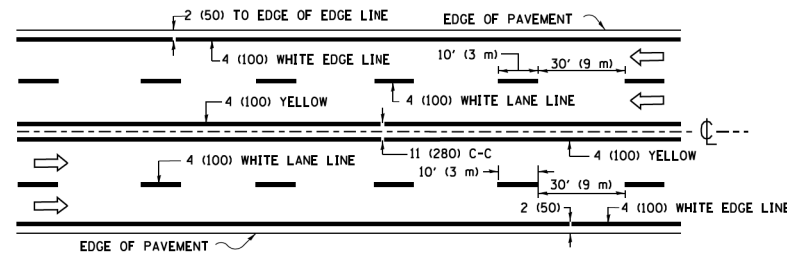 2 (50) TO EDGE OF EDGE LINE
EDGE OF PAVEMENT
4 (100) WHITE EDGE LINE
10' (3 m)
30' (9 m)
4 (100) YELLOW
4 (100) WHITE LANE LINE
℄
11 (280) C-C
4 (100) YELLOW
4 (100) WHITE LANE LINE
10' (3 m)
30' (9 m)
2 (50)
4 (100) WHITE EDGE LINE
EDGE OF PAVEMENT